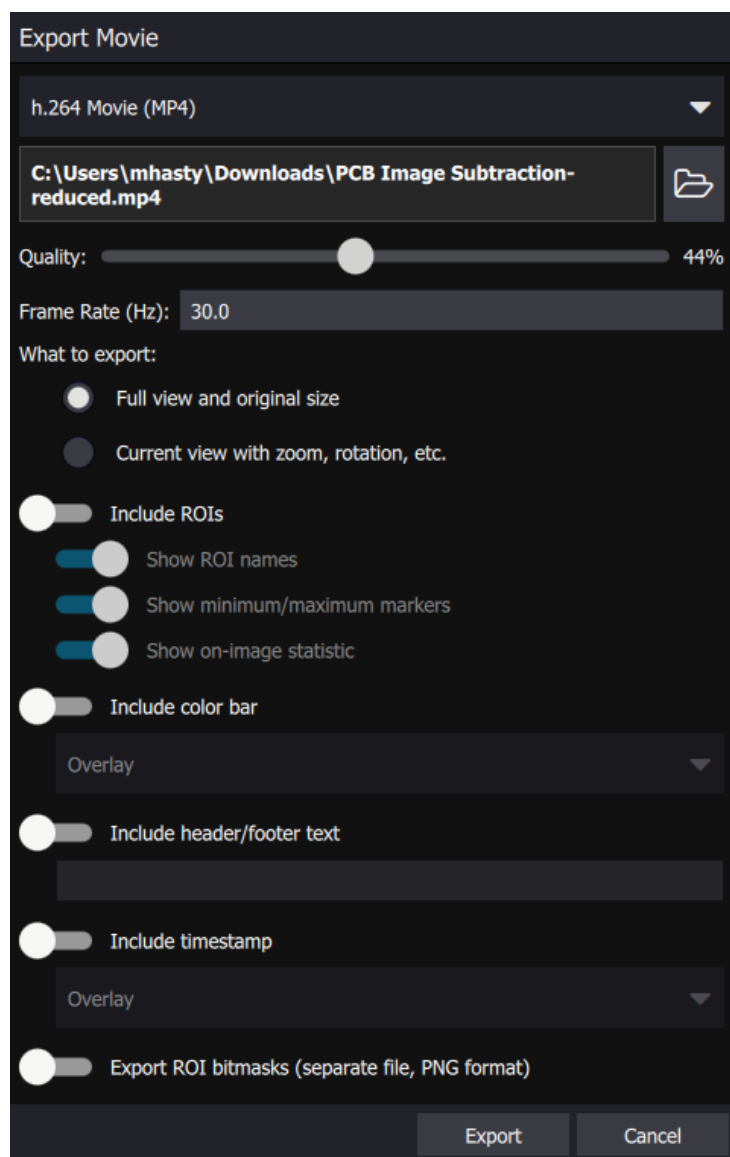 Export Movie
h.264 Movie (MP4)
C:\Users\mhasty\Downloads\PCB Image Subtraction-
reduced.mp4
Quality: 44%
Frame Rate (Hz): 30.0
What to export:
Full view and original size
Current view with zoom, rotation, etc.
Include ROIs
Show ROI names
Show minimum/maximum markers
Show on-image statistic
Include color bar
Overlay
Include header/footer text
Include timestamp
Overlay
Export ROI bitmasks (separate file, PNG format)
Export Cancel